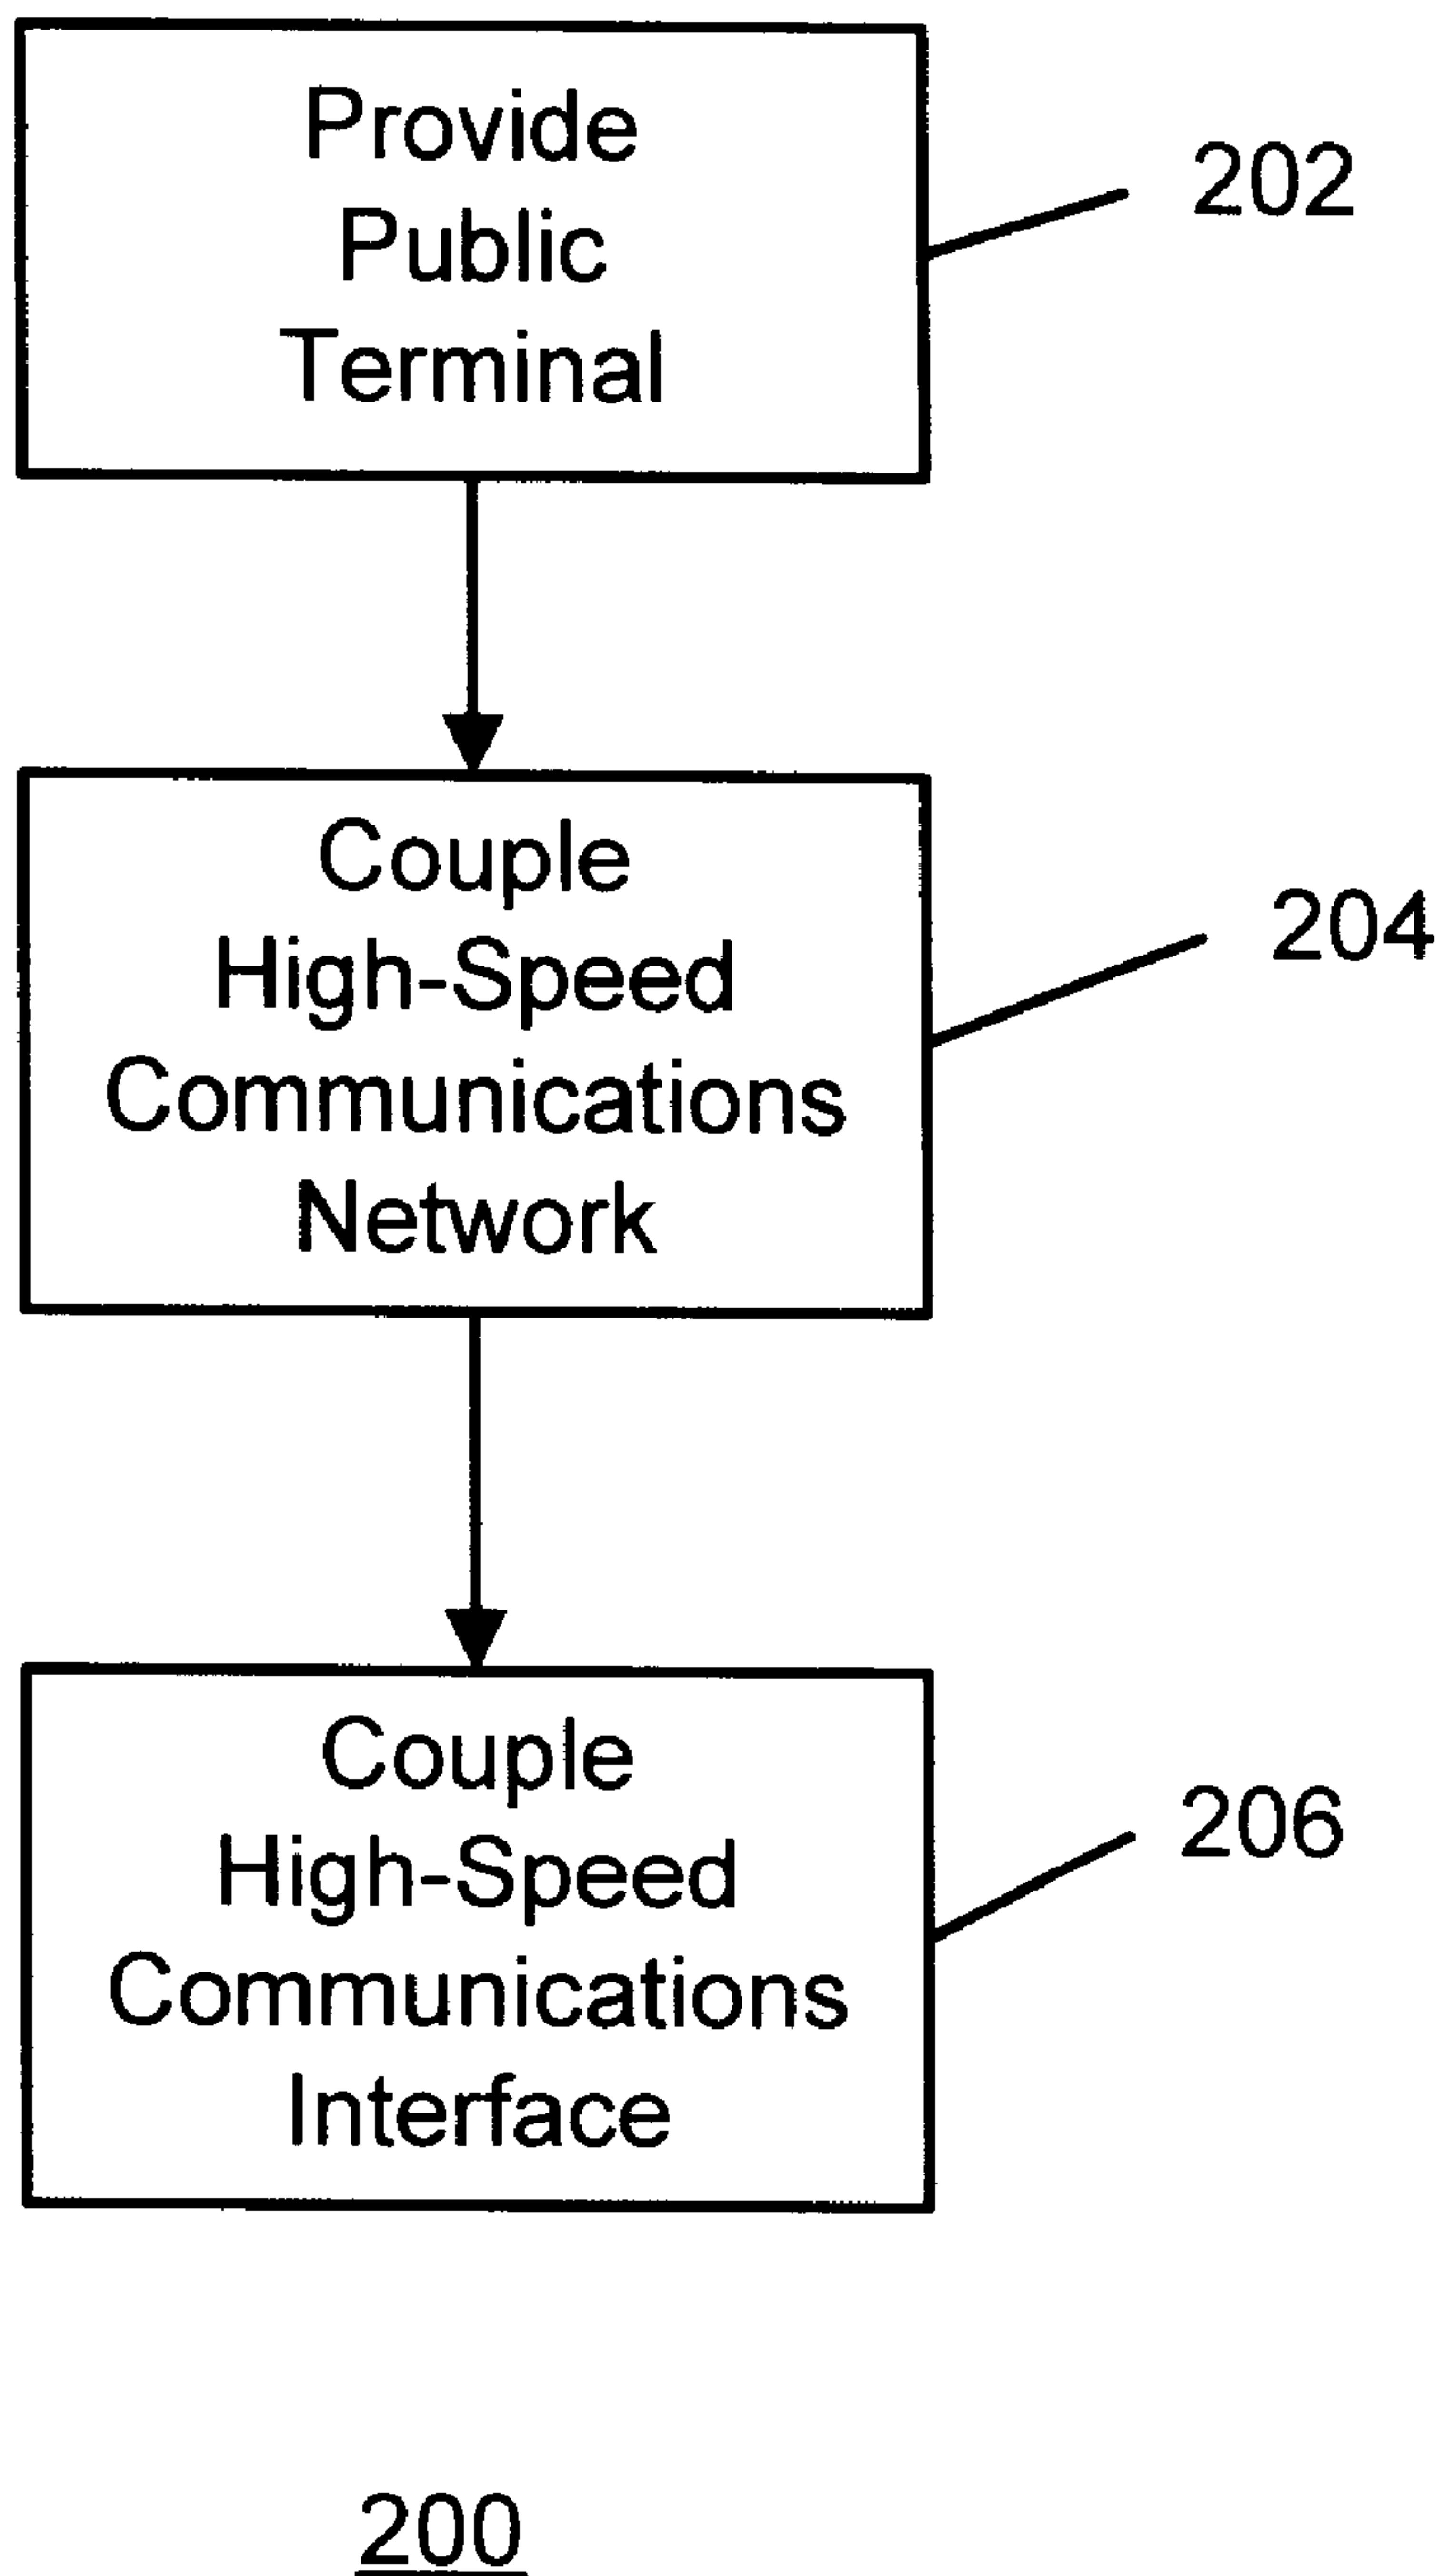 Provide
Public
Terminal
202
Couple
High-Speed
Communications
Network
204
Couple
High-Speed
Communications
Interface
206
200